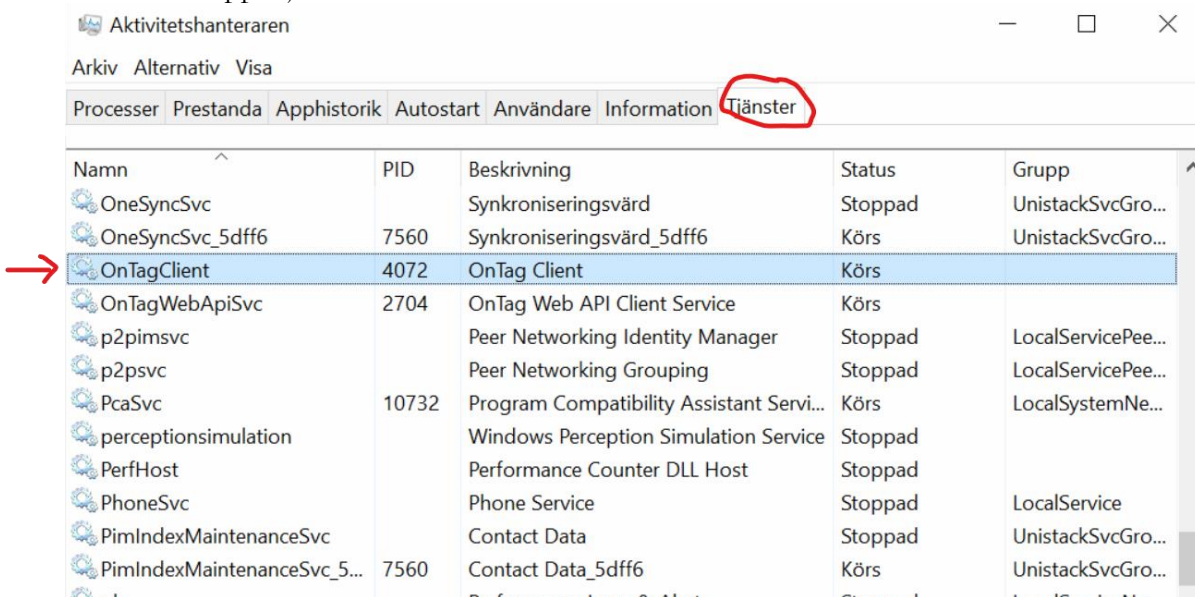 Aktivitetshanteraren
Arkiv Alternativ Visa
Processer Prestanda Apphistorik Autostart Användare Information Tjänster
Namn PID Beskrivning Status Grupp
OneSyncSvc Synkroniseringsvärd Stoppad UnistackSvcGro...
OneSyncSvc_5dff6 7560 Synkroniseringsvärd_5dff6 Körs UnistackSvcGro...
OnTagClient 4072 OnTag Client Körs
OnTagWebApiSvc 2704 OnTag Web API Client Service Körs
p2pimsvc Peer Networking Identity Manager Stoppad LocalServicePee...
p2psvc Peer Networking Grouping Stoppad LocalServicePee...
PcaSvc 10732 Program Compatibility Assistant Servi... Körs LocalSystemNe...
perceptionsimulation Windows Perception Simulation Service Stoppad
PerfHost Performance Counter DLL Host Stoppad
PhoneSvc Phone Service Stoppad LocalService
PimIndexMaintenanceSvc Contact Data Stoppad UnistackSvcGro...
PimIndexMaintenanceSvc_5... 7560 Contact Data_5dff6 Körs UnistackSvcGro...